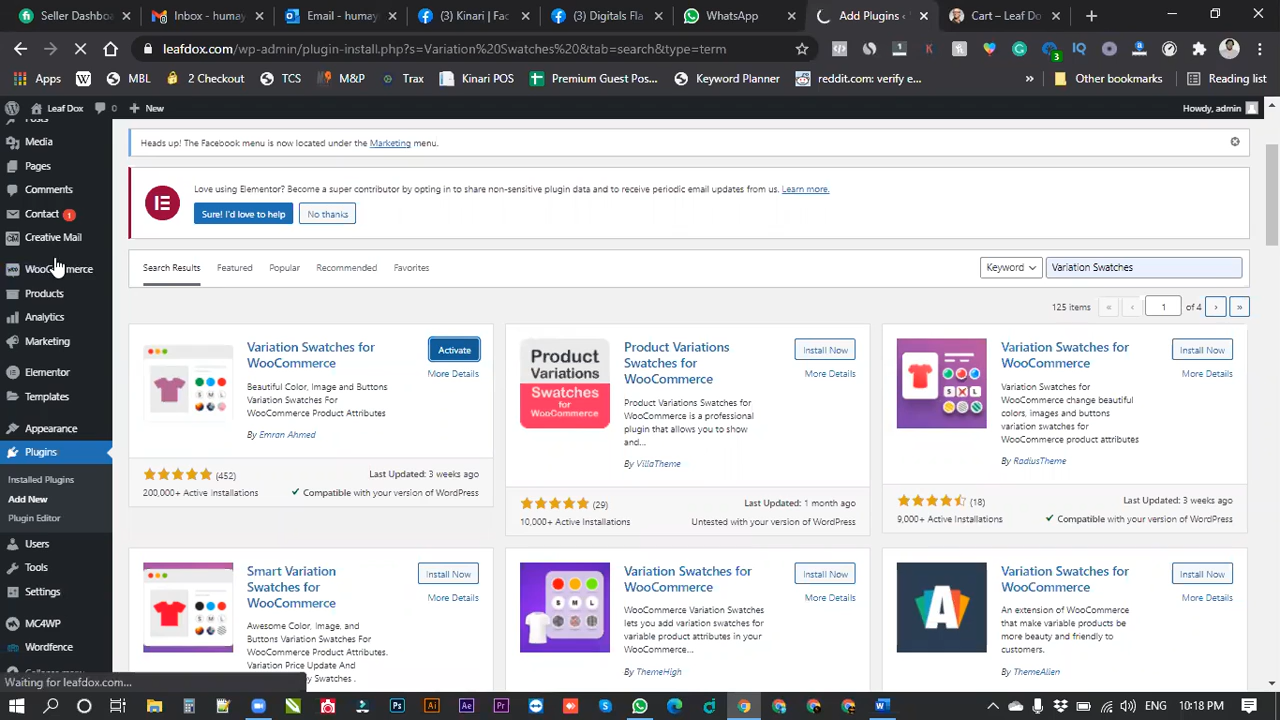 Seller Dashboard
Inbox - humay
Email - humay
(3) Kinari | Fac
(3) Digitals Fla
WhatsApp
Add Plugins ‹
Cart – Leaf Do
leafdox.com/wp-admin/plugin-install.php?s=Variation%20Swatches%20&tab=search&type=term
Apps
MBL
2 Checkout
TCS
M&P
Trax
Kinari POS
Premium Guest Pos...
Keyword Planner
reddit.com: verify e...
»
Other bookmarks
Reading list
Leaf Dox
0
New
Howdy, admin
Posts
Media
Pages
Comments
Contact 1
Creative Mail
WooCommerce
Products
Analytics
Marketing
Elementor
Templates
Appearance
Plugins
Installed Plugins
Add New
Plugin Editor
Users
Tools
Settings
MC4WP
Wordfence
Collapse menu
Heads up! The Facebook menu is now located under the Marketing menu.
Love using Elementor? Become a super contributor by opting in to share non-sensitive plugin data and to receive periodic email updates from us. Learn more.
Sure! I'd love to help
No thanks
Search Results
Featured
Popular
Recommended
Favorites
Keyword
Variation Swatches
125 items
«
‹
1
of 4
›
»
Variation Swatches for
WooCommerce
Activate
More Details
Beautiful Color, Image and Buttons
Variation Swatches For
WooCommerce Product Attributes
By Emran Ahmed
(452)
Last Updated: 3 weeks ago
200,000+ Active Installations
Compatible with your version of WordPress
Product
Variations
Swatches
for
WooCommerce
Product Variations
Swatches for
WooCommerce
Install Now
More Details
Product Variations Swatches for
WooCommerce is a professional
plugin that allows you to show
and...
By VillaTheme
(29)
Last Updated: 1 month ago
10,000+ Active Installations
Untested with your version of WordPress
S
Variation Swatches for
WooCommerce
Install Now
More Details
Variation Swatches for
WooCommerce change beautiful
colors, images and buttons
variation swatches for
WooCommerce product attributes
By RadiusTheme
(18)
Last Updated: 3 weeks ago
9,000+ Active Installations
Compatible with your version of WordPress
Smart Variation
Swatches for
WooCommerce
Install Now
More Details
Awesome Color, Image, and
Buttons Variation Swatches For
WooCommerce Product Attributes.
Variation Price Update And
S M L
Variation Swatches for
WooCommerce
Install Now
More Details
WooCommerce Variation Swatches
lets you add variation swatches for
variable product attributes in your
WooCommerce...
By ThemeHigh
A
Variation Swatches for
WooCommerce
Install Now
More Details
An extension of WooCommerce
that make variable products be
more beauty and friendly to
customers.
By ThemeAlien
Waiting for leafdox.com...
10:18 PM